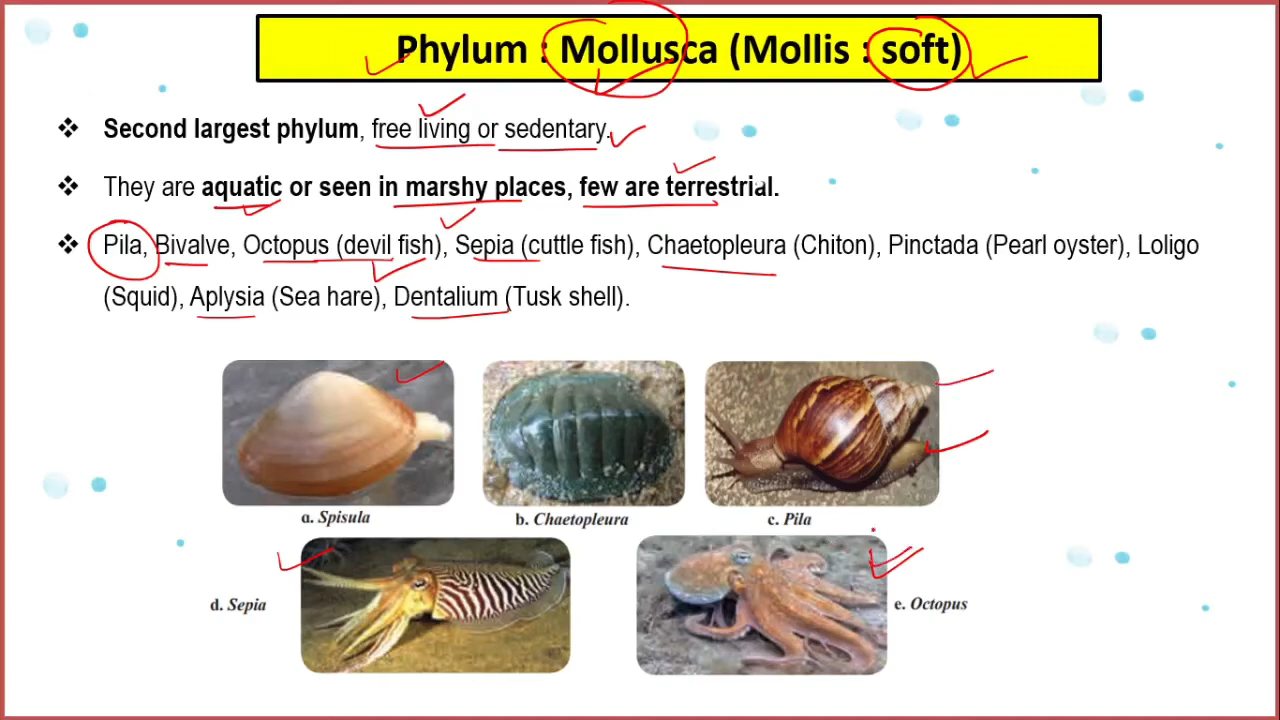 Phylum : Mollusca (Mollis : soft)
❖ Second largest phylum, free living or sedentary.
❖ They are aquatic or seen in marshy places, few are terrestrial.
❖ Pila, Bivalve, Octopus (devil fish), Sepia (cuttle fish), Chaetopleura (Chiton), Pinctada (Pearl oyster), Loligo
(Squid), Aplysia (Sea hare), Dentalium (Tusk shell).
a. Spisula
b. Chaetopleura
c. Pila
d. Sepia
e. Octopus